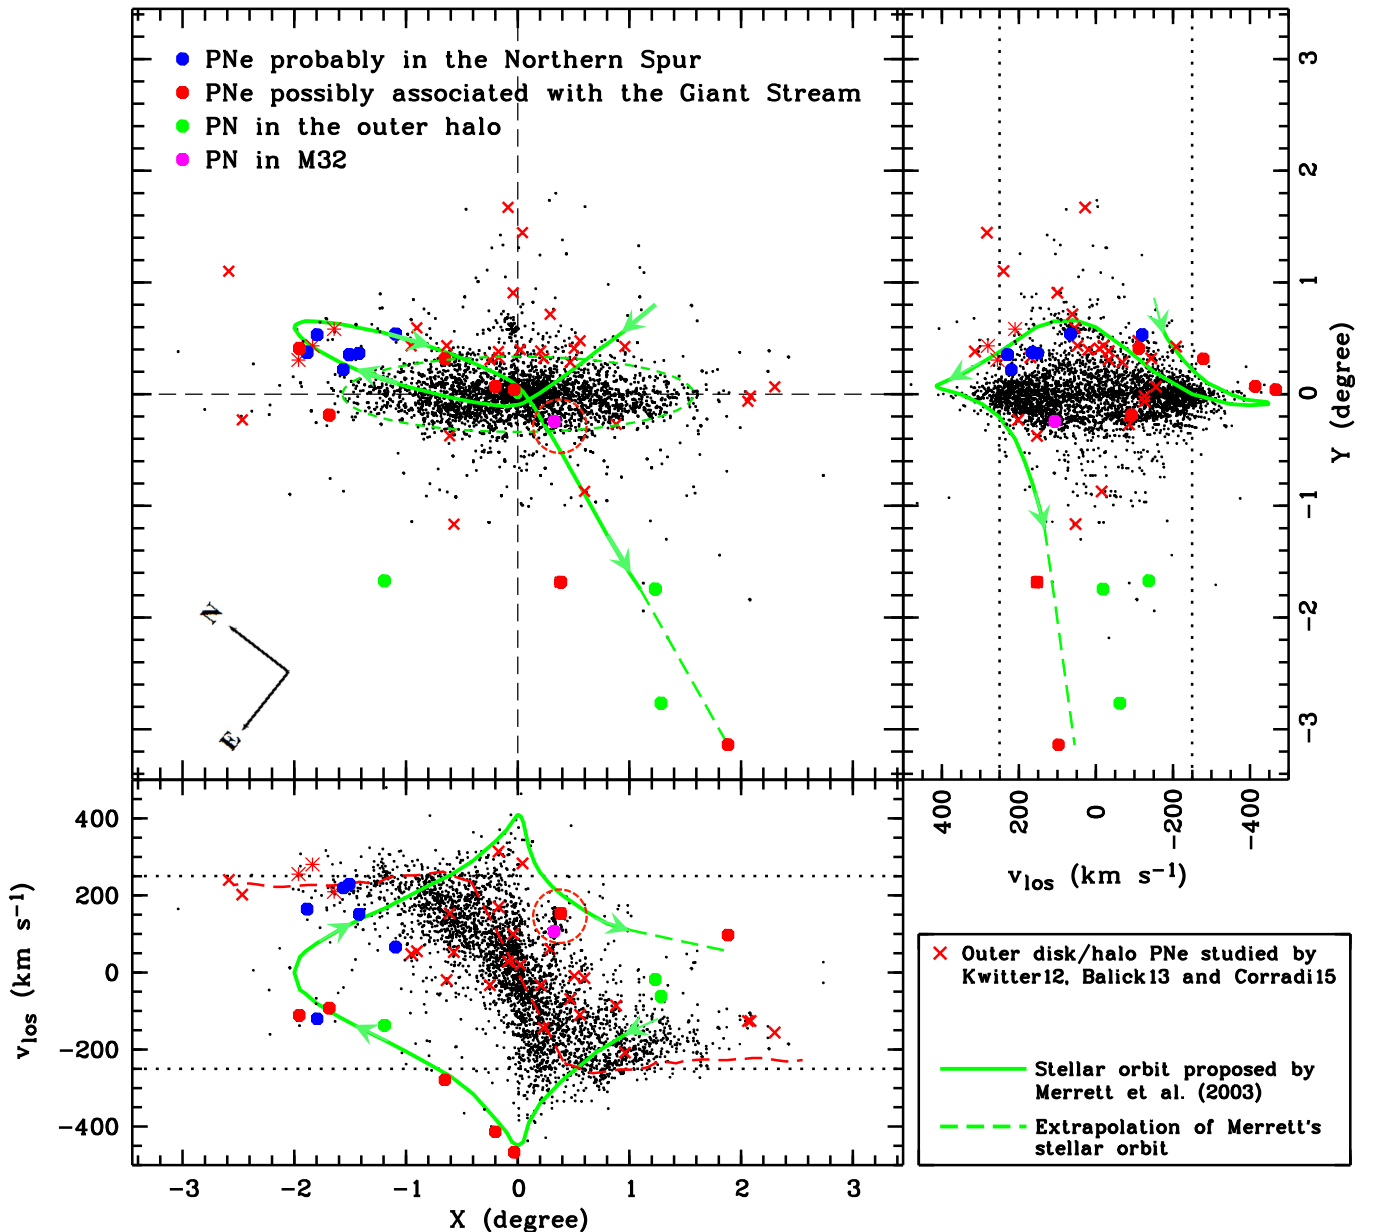 PNe probably in the Northern Spur
PNe possibly associated with the Giant Stream
PN in the outer halo
PN in M32
N
E
3
2
1
0
-1
-2
-3
Y (degree)
400 200 0 -200 -400
v_los (km s⁻¹)
400
200
0
-200
-400
v_los (km s⁻¹)
-3 -2 -1 0 1 2 3
X (degree)
Outer disk/halo PNe studied by
Kwitter12, Balick13 and Corradi15
Stellar orbit proposed by
Merrett et al. (2003)
Extrapolation of Merrett's
stellar orbit